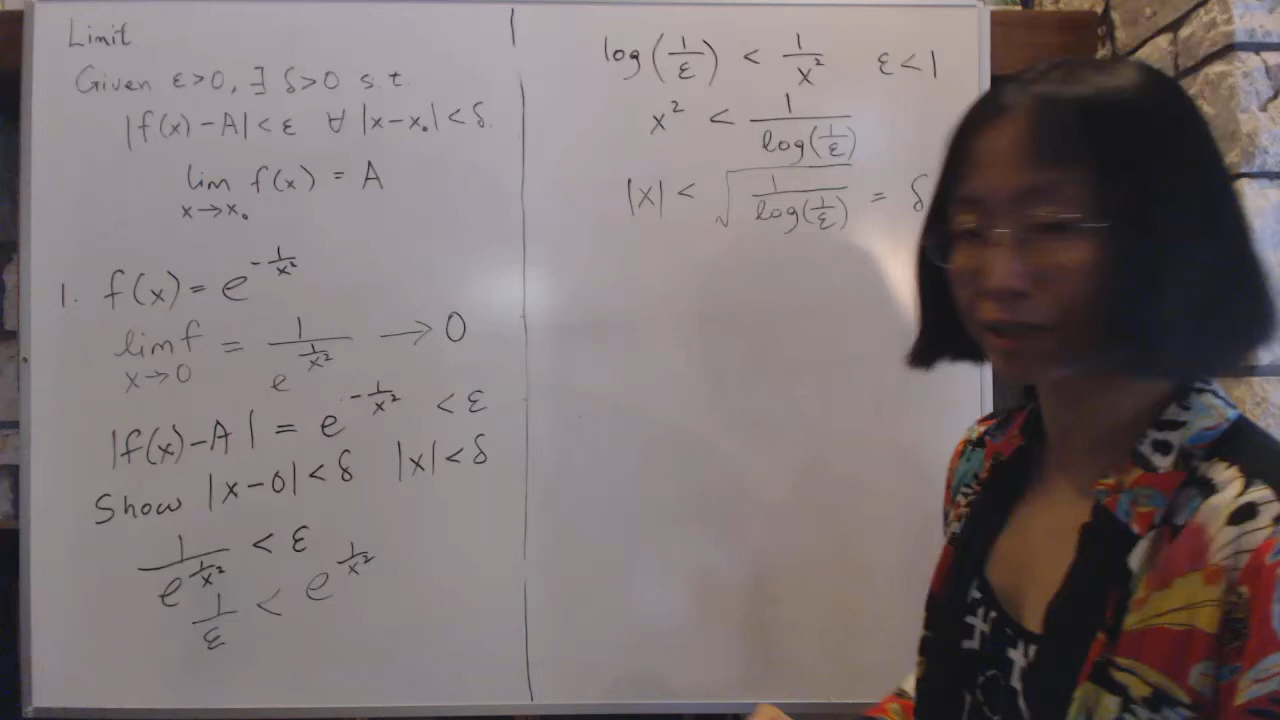 Limit
Given ε>0, ∃ δ>0 s.t.
|f(x)-A|<ε ∀ |x-x₀|<δ.
lim x→x₀ f(x) = A
1. f(x) = e^{-1/x²}
lim x→0 f = 1/e^{1/x²} → 0
|f(x)-A| = e^{-1/x²} < ε
Show |x-0|<δ |x|<δ
1/e^{1/x²} < ε
1/ε < e^{1/x²}
log(1/ε) < 1/x² ε<1
x² < 1/log(1/ε)
|x| < √(1/log(1/ε)) = δ